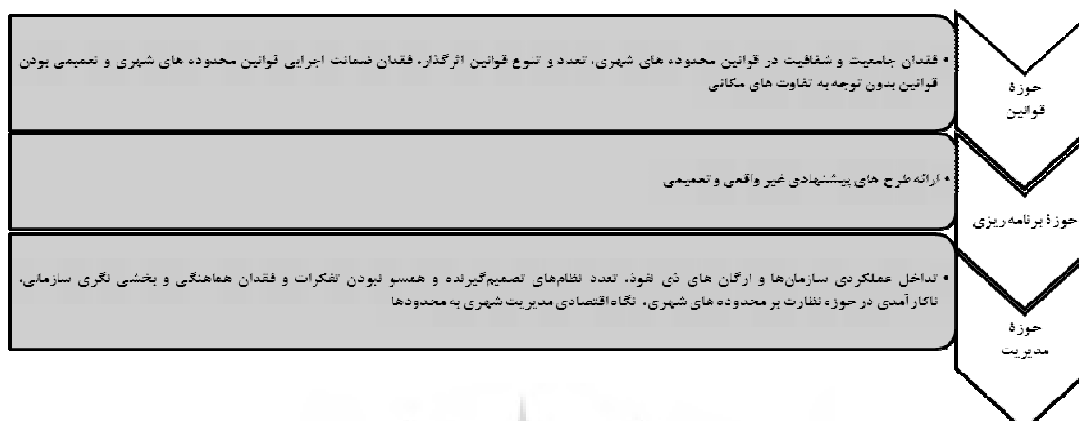 حوزهٔ
قوانین
• فقدان جامعیت و شفافیت در قوانین محدوده های شهری، تعدد و تنوع قوانین اثرگذار، فقدان ضمانت اجرایی قوانین محدوده های شهری و تعمیمی بودن
قوانین بدون توجه به تفاوت های مکانی
حوزهٔ برنامه ریزی
• ارائه طرح های پیشنهادی غیر واقعی و تعمیمی
حوزهٔ
مدیریت
• تداخل عملکردی سازمان‌ها و ارگان های ذی نفوذ، تعدد نظام‌های تصمیم‌گیرنده و همسو نبودن تفکرات و فقدان هماهنگی و بخشی نگری سازمانی،
ناکارآمدی در حوزه نظارت بر محدوده های شهری، نگاه اقتصادی مدیریت شهری به محدودها